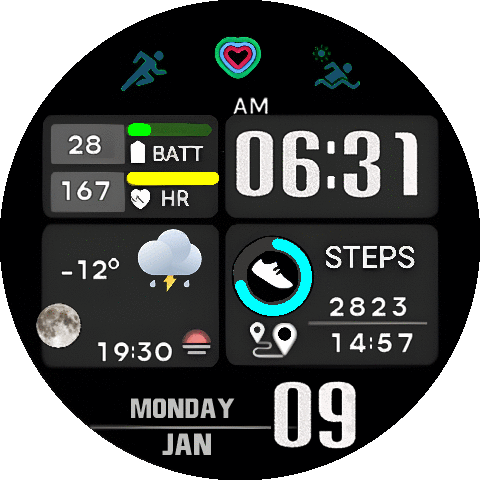 AM
28 BATT
167 HR
06:31
-12°
19:30
STEPS
2823
14:57
MONDAY
JAN
09